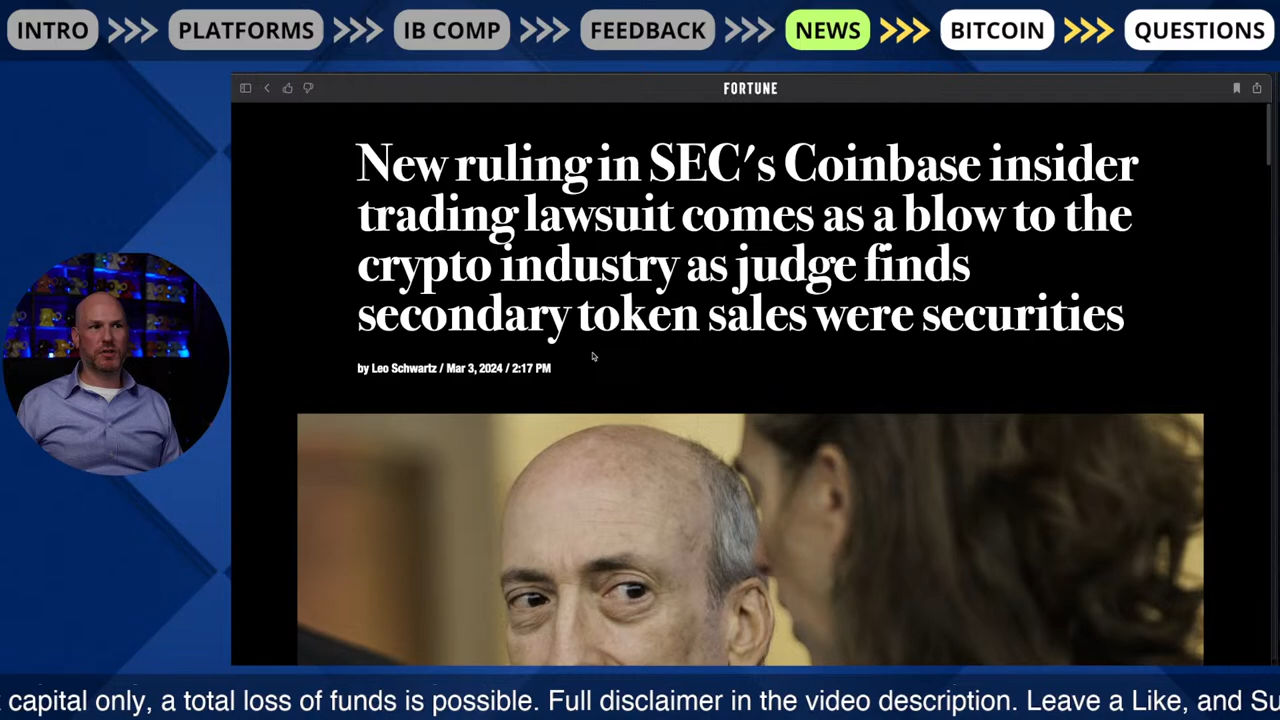 INTRO >>> PLATFORMS >>> IB COMP >>> FEEDBACK >>> NEWS >>> BITCOIN >>> QUESTIONS
FORTUNE
New ruling in SEC's Coinbase insider
trading lawsuit comes as a blow to the
crypto industry as judge finds
secondary token sales were securities
by Leo Schwartz / Mar 3, 2024 / 2:17 PM
capital only, a total loss of funds is possible. Full disclaimer in the video description. Leave a Like, and Su